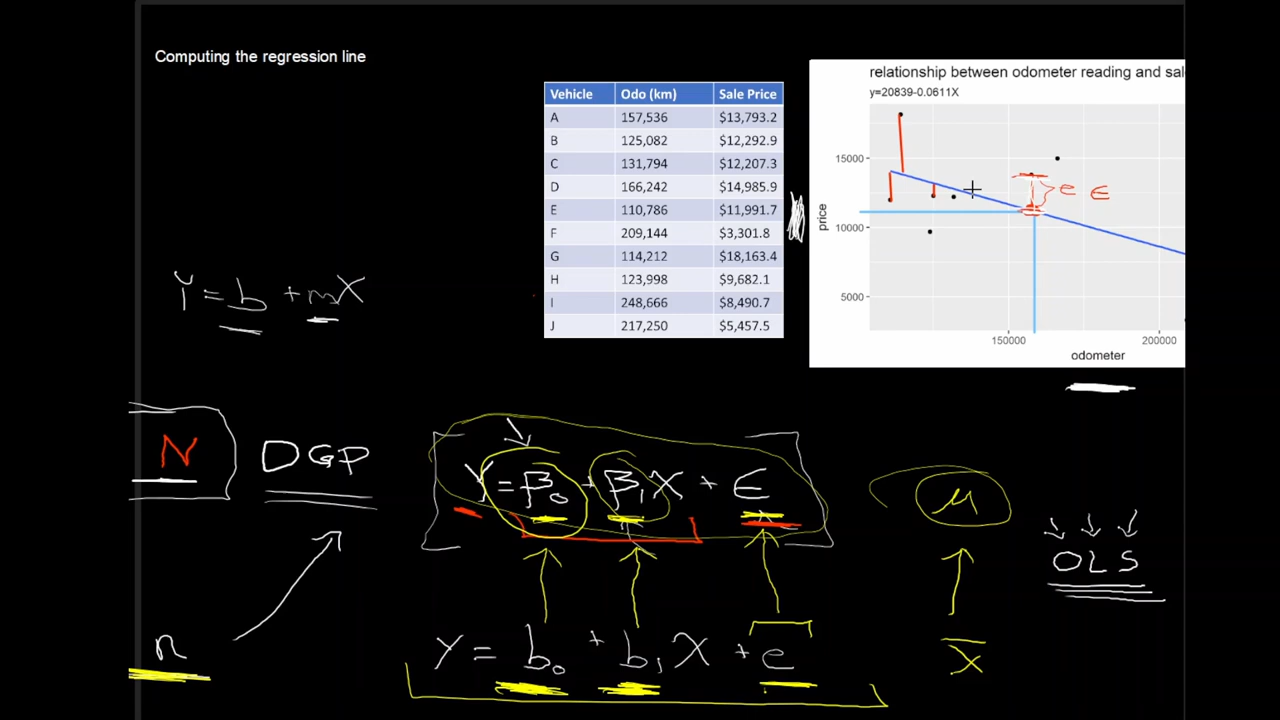 Computing the regression line
Vehicle Odo (km) Sale Price
A 157,536 $13,793.2
B 125,082 $12,292.9
C 131,794 $12,207.3
D 166,242 $14,985.9
E 110,786 $11,991.7
F 209,144 $3,301.8
G 114,212 $18,163.4
H 123,998 $9,682.1
I 248,666 $8,490.7
J 217,250 $5,457.5
relationship between odometer reading and sal
y=20839-0.0611X
15000
10000
5000
price
150000 200000
odometer
e ϵ
Y = b + mX
N
DGP
Y = β₀ + β₁X + ϵ
μ
OLS
n
Y = b₀ + b₁X + e
X̄